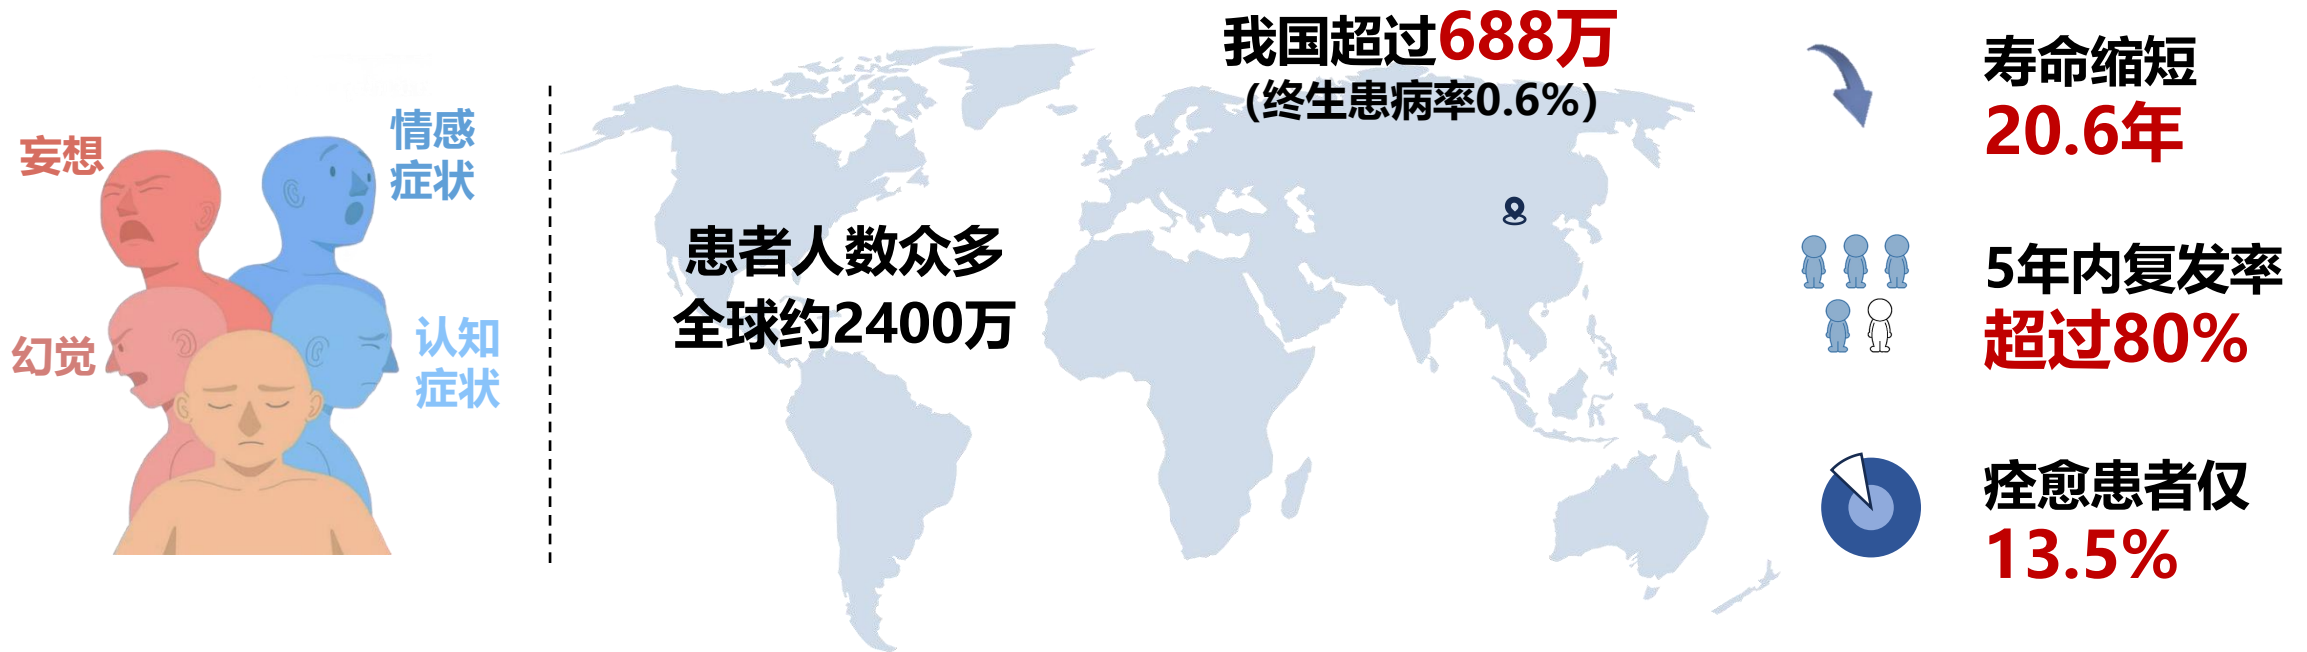 妄想
情感
症状
幻觉
认知
症状
患者人数众多
全球约2400万
我国超过688万
(终生患病率0.6%)
寿命缩短
20.6年
5年内复发率
超过80%
痊愈患者仅
13.5%